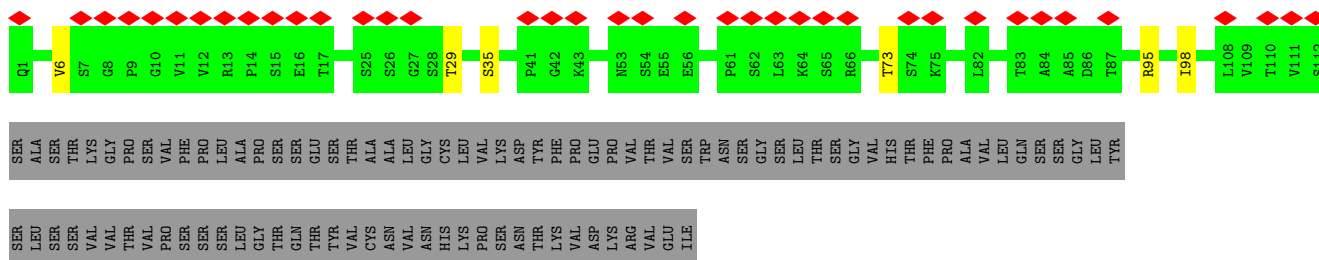 Q1 V6 S7 G8 P9 G10 V11 V12 R13 P14 S15 E16 T17 S25 S26 G27 S28 T29 S35 P41 G42 K43 N53 S54 E55 E56 P61 S62 L63 K64 S65 R66 T73 S74 K75 L82 T83 A84 A85 D86 T87 R95 I98 L108 V109 T110 V111 S112
SER ALA SER THR LYS GLY PRO SER VAL PHE PRO LEU ALA PRO SER SER GLU SER THR ALA ALA LEU GLY CYS LEU VAL LYS ASP TYR PHE PRO GLU PRO VAL THR VAL SER TRP ASN SER GLY SER LEU THR SER GLY VAL HIS THR PHE PRO ALA VAL LEU GLN SER SER GLY LEU TYR
SER LEU SER SER VAL VAL THR VAL PRO SER SER SER LEU GLY THR GLN THR TYR VAL CYS ASN VAL ASN HIS LYS PRO SER ASN THR LYS VAL ASP LYS ARG VAL GLU ILE